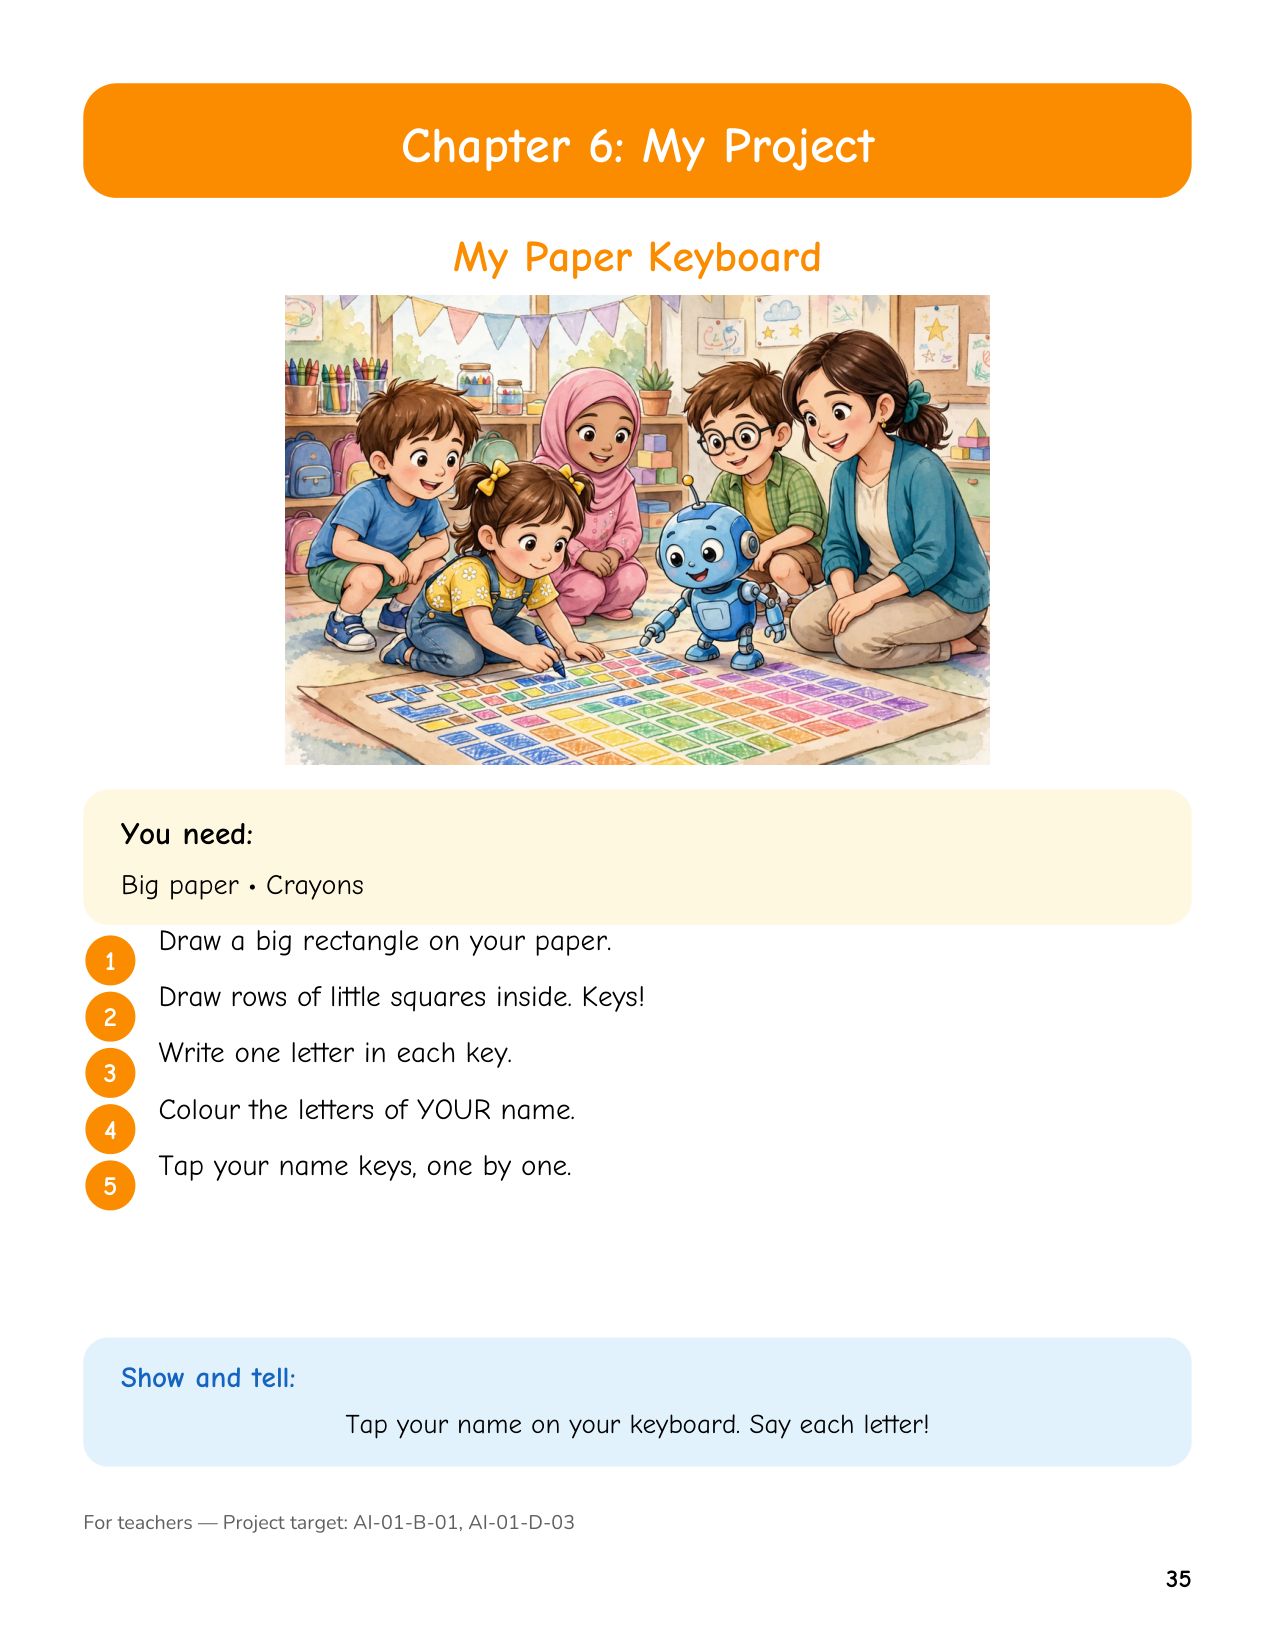 Chapter 6: My Project
My Paper Keyboard
You need:
Big paper • Crayons
1 Draw a big rectangle on your paper.
2 Draw rows of little squares inside. Keys!
3 Write one letter in each key.
4 Colour the letters of YOUR name.
5 Tap your name keys, one by one.
Show and tell:
Tap your name on your keyboard. Say each letter!
For teachers — Project target: AI-01-B-01, AI-01-D-03
35